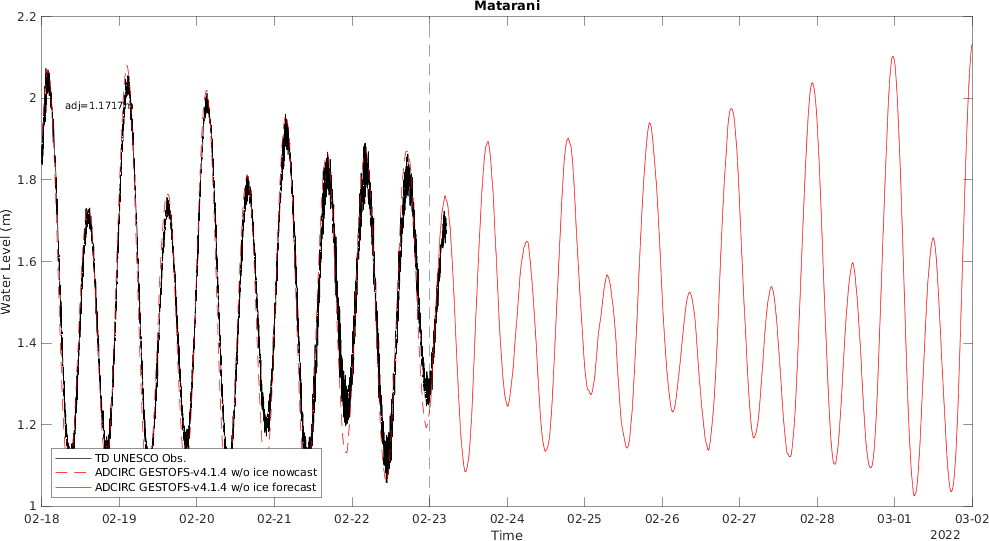 Matarani
2.2
2
1.8
1.6
1.4
1.2
1
Water Level (m)
adj=1.1717m
TD UNESCO Obs.
ADCIRC GESTOFS-v4.1.4 w/o ice nowcast
ADCIRC GESTOFS-v4.1.4 w/o ice forecast
02-18 02-19 02-20 02-21 02-22 02-23 02-24 02-25 02-26 02-27 02-28 03-01 03-02
Time
2022